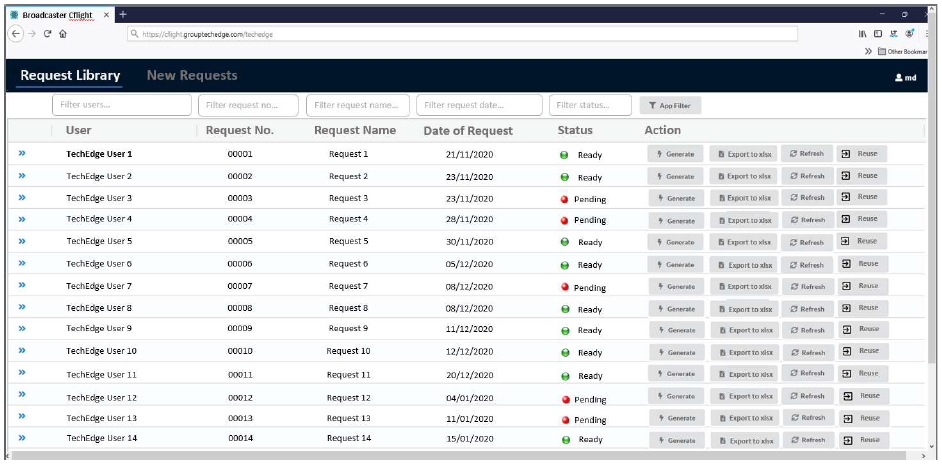 Broadcaster Cflight
https://cflight.grouptechedge.com/techedge
Other Bookmar
Request Library New Requests md
Filter users... Filter request no... Filter request name... Filter request date... Filter status... App Filter
User Request No. Request Name Date of Request Status Action
TechEdge User 1 00001 Request 1 21/11/2020 Ready Generate Export to xlsx Refresh Reuse
TechEdge User 2 00002 Request 2 23/11/2020 Ready Generate Export to xlsx Refresh Reuse
TechEdge User 3 00003 Request 3 23/11/2020 Pending Generate Export to xlsx Refresh Reuse
TechEdge User 4 00004 Request 4 28/11/2020 Pending Generate Export to xlsx Refresh Reuse
TechEdge User 5 00005 Request 5 30/11/2020 Ready Generate Export to xlsx Refresh Reuse
TechEdge User 6 00006 Request 6 05/12/2020 Ready Generate Export to xlsx Refresh Reuse
TechEdge User 7 00007 Request 7 08/12/2020 Pending Generate Export to xlsx Refresh Reuse
TechEdge User 8 00008 Request 8 08/12/2020 Ready Generate Export to xlsx Refresh Reuse
TechEdge User 9 00009 Request 9 11/12/2020 Ready Generate Export to xlsx Refresh Reuse
TechEdge User 10 00010 Request 10 12/12/2020 Ready Generate Export to xlsx Refresh Reuse
TechEdge User 11 00011 Request 11 20/12/2020 Ready Generate Export to xlsx Refresh Reuse
TechEdge User 12 00012 Request 12 04/01/2020 Pending Generate Export to xlsx Refresh Reuse
TechEdge User 13 00013 Request 13 11/01/2020 Pending Generate Export to xlsx Refresh Reuse
TechEdge User 14 00014 Request 14 15/01/2020 Ready Generate Export to xlsx Refresh Reuse